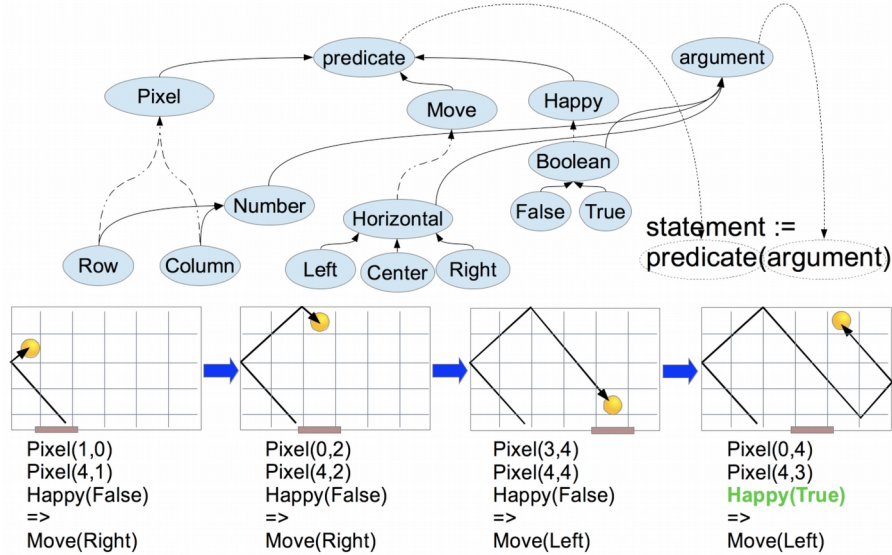 predicate
argument
Pixel
Move
Happy
Boolean
Number
Horizontal
False
True
Row
Column
Left
Center
Right
statement :=
predicate(argument)
Pixel(1,0)
Pixel(4,1)
Happy(False)
=>
Move(Right)
Pixel(0,2)
Pixel(4,2)
Happy(False)
=>
Move(Right)
Pixel(3,4)
Pixel(4,4)
Happy(False)
=>
Move(Left)
Pixel(0,4)
Pixel(4,3)
Happy(True)
=>
Move(Left)